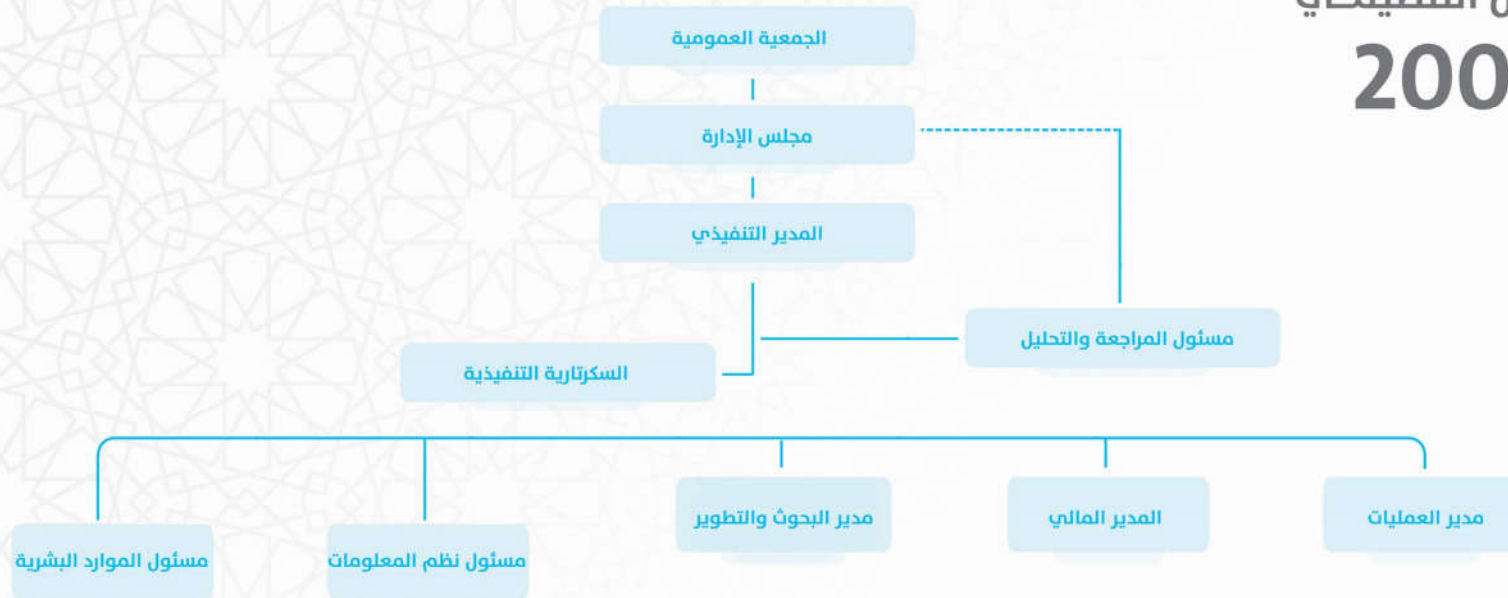 200
الجمعية العمومية
مجلس الإدارة
المدير التنفيذي
مسئول المراجعة والتحليل
السكرتارية التنفيذية
مدير العمليات
المدير المالي
مدير البحوث والتطوير
مسئول نظم المعلومات
مسئول الموارد البشرية